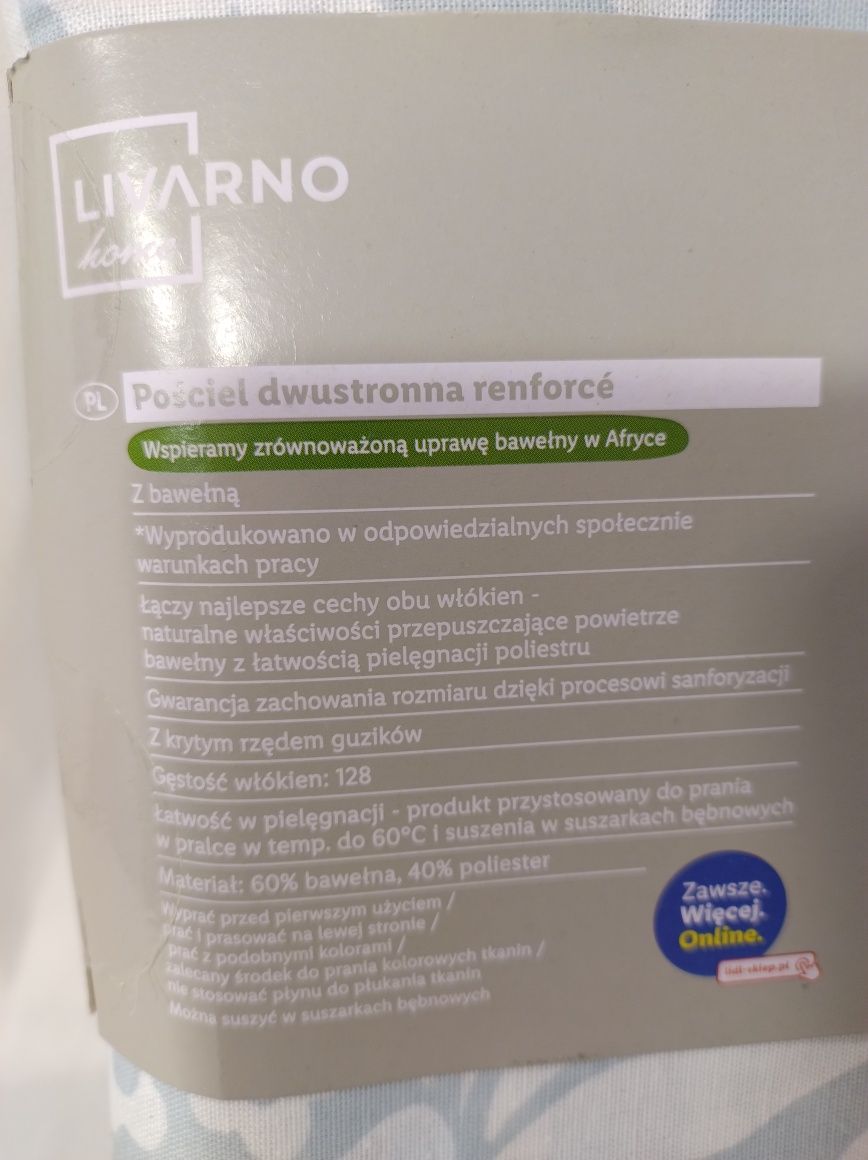 LIVARNO
home
PL Pościel dwustronna renforcé
Wspieramy zrównoważoną uprawę bawełny w Afryce
Z bawełną
*Wyprodukowano w odpowiedzialnych społecznie
warunkach pracy
Łączy najlepsze cechy obu włókien -
naturalne właściwości przepuszczające powietrze
bawełny z łatwością pielęgnacji poliestru
Gwarancja zachowania rozmiaru dzięki procesowi sanforyzacji
Z krytym rzędem guzików
Gęstość włókien: 128
Łatwość w pielęgnacji - produkt przystosowany do prania
w pralce w temp. do 60°C i suszenia w suszarkach bębnowych
Materiał: 60% bawełna, 40% poliester
Wyprać przed pierwszym użyciem /
prać i prasować na lewej stronie /
prać z podobnymi kolorami /
zalecany środek do prania kolorowych tkanin /
nie stosować płynu do płukania tkanin
Można suszyć w suszarkach bębnowych
Zawsze.
Więcej.
Online.
lidl-sklep.pl